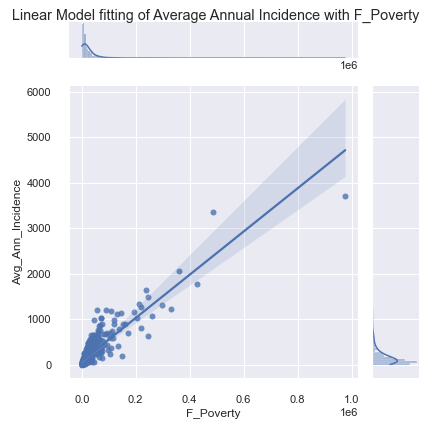 Linear Model fitting of Average Annual Incidence with F_Poverty
1e6
6000
5000
4000
3000
2000
1000
0
Avg_Ann_Incidence
0.0 0.2 0.4 0.6 0.8 1.0
1e6
F_Poverty